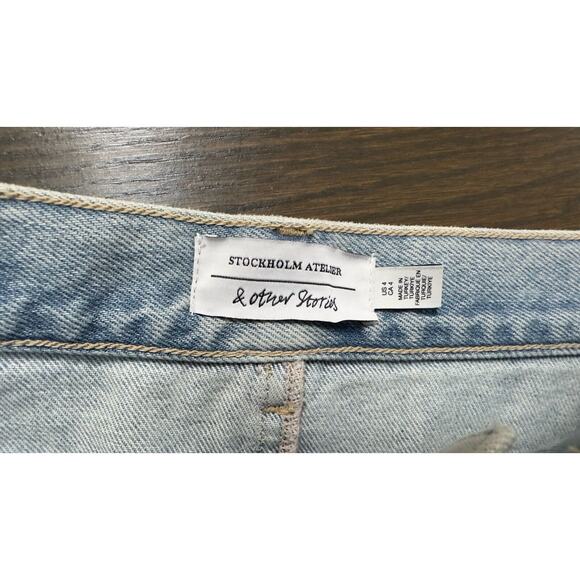 STOCKHOLM ATELIER
& other Stories
US 4
CA 4
MADE IN
TURKEY/
TÜRKIYE
FABRIQUÉ EN
TURQUIE/
TÜRKIYE